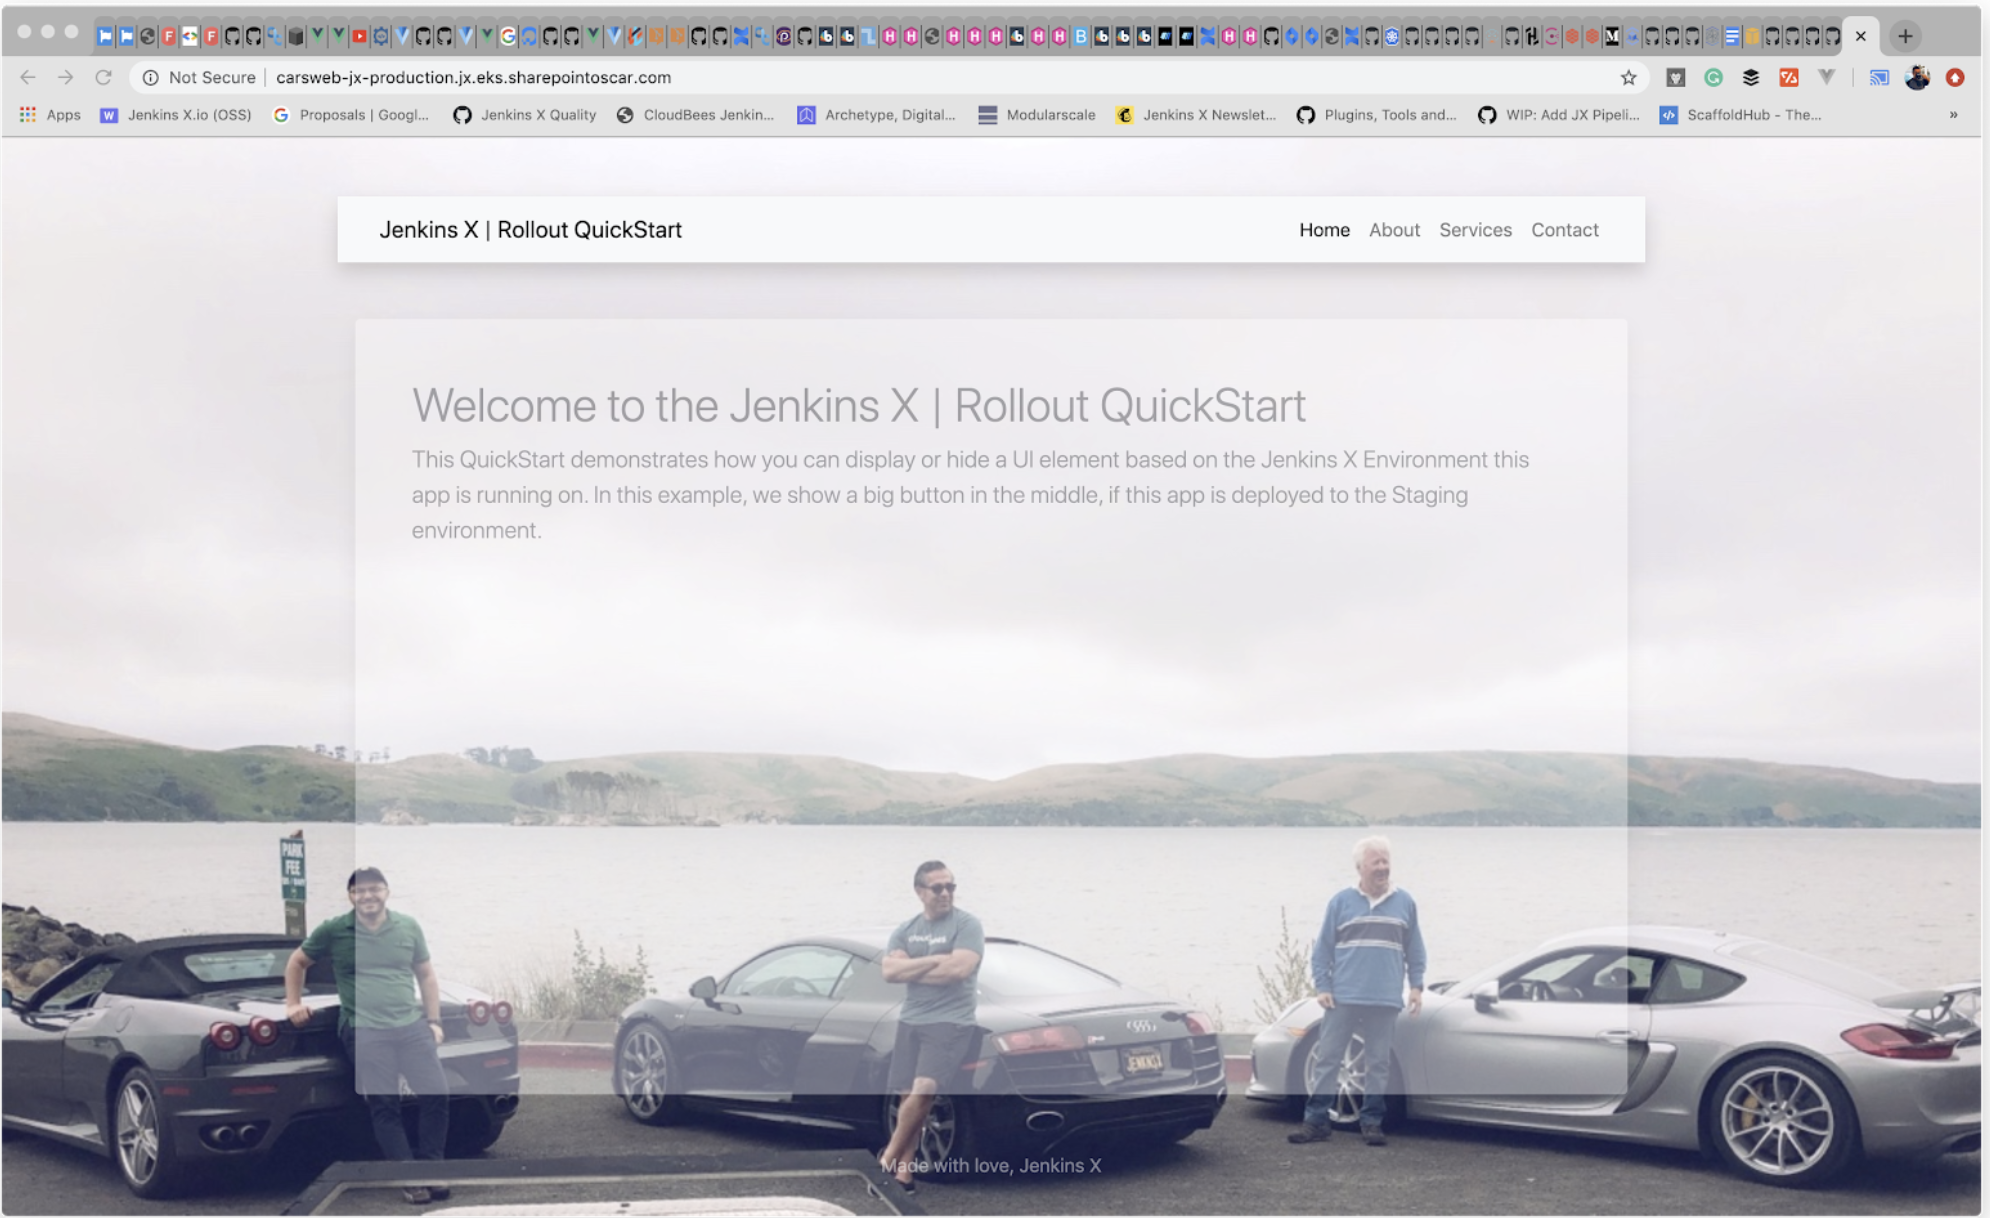 Not Secure | carsweb-jx-production.jx.eks.sharepointoscar.com
Apps Jenkins X.io (OSS) Proposals | Googl... Jenkins X Quality CloudBees Jenkin... Archetype, Digital... Modularscale Jenkins X Newslet... Plugins, Tools and... WIP: Add JX Pipeli... ScaffoldHub - The... »
Jenkins X | Rollout QuickStart Home About Services Contact
Welcome to the Jenkins X | Rollout QuickStart
This QuickStart demonstrates how you can display or hide a UI element based on the Jenkins X Environment this
app is running on. In this example, we show a big button in the middle, if this app is deployed to the Staging
environment.
PARK
FEE
JENKNSX
Made with love, Jenkins X